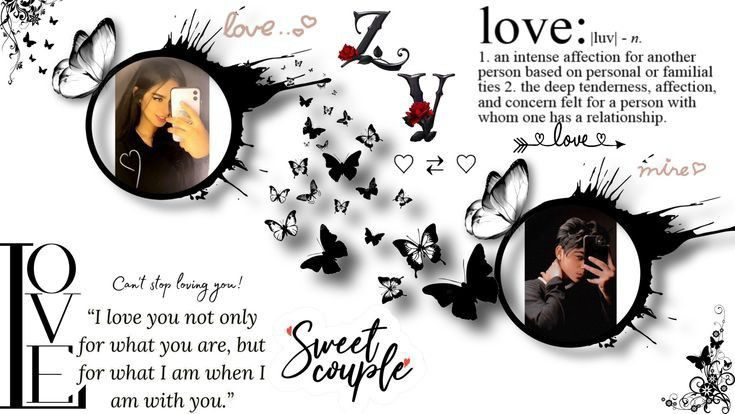 love..
Z
V
love: |luv| - n.
1. an intense affection for another
person based on personal or familial
ties 2. the deep tenderness, affection,
and concern felt for a person with
whom one has a relationship.
love
mine
LOVE
Can't stop loving you!
“I love you not only
for what you are, but
for what I am when I
am with you.”
Sweet
couple